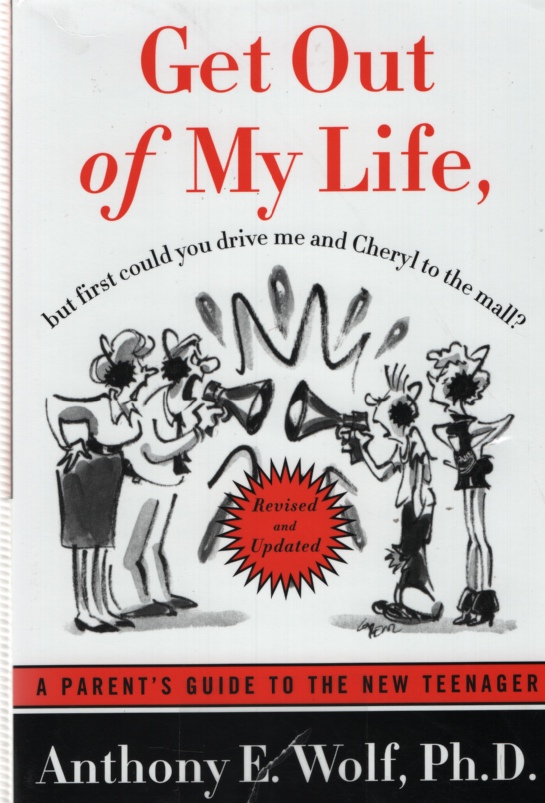 Get Out
of My Life,
but first could you drive me and Cheryl to the mall?
Revised
and
Updated
A PARENT'S GUIDE TO THE NEW TEENAGER
Anthony E. Wolf, Ph.D.